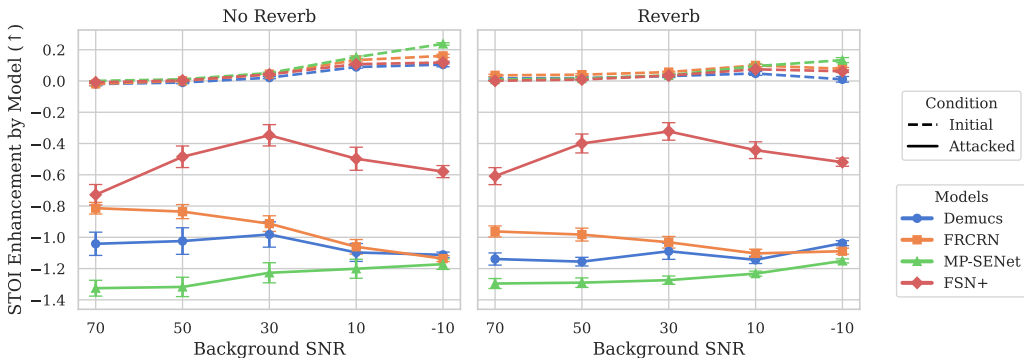 No Reverb
Reverb
STOI Enhancement by Model (↑)
0.2
0.0
−0.2
−0.4
−0.6
−0.8
−1.0
−1.2
−1.4
70 50 30 10 -10
Background SNR
70 50 30 10 -10
Background SNR
Condition
Initial
Attacked
Models
Demucs
FRCRN
MP-SENet
FSN+